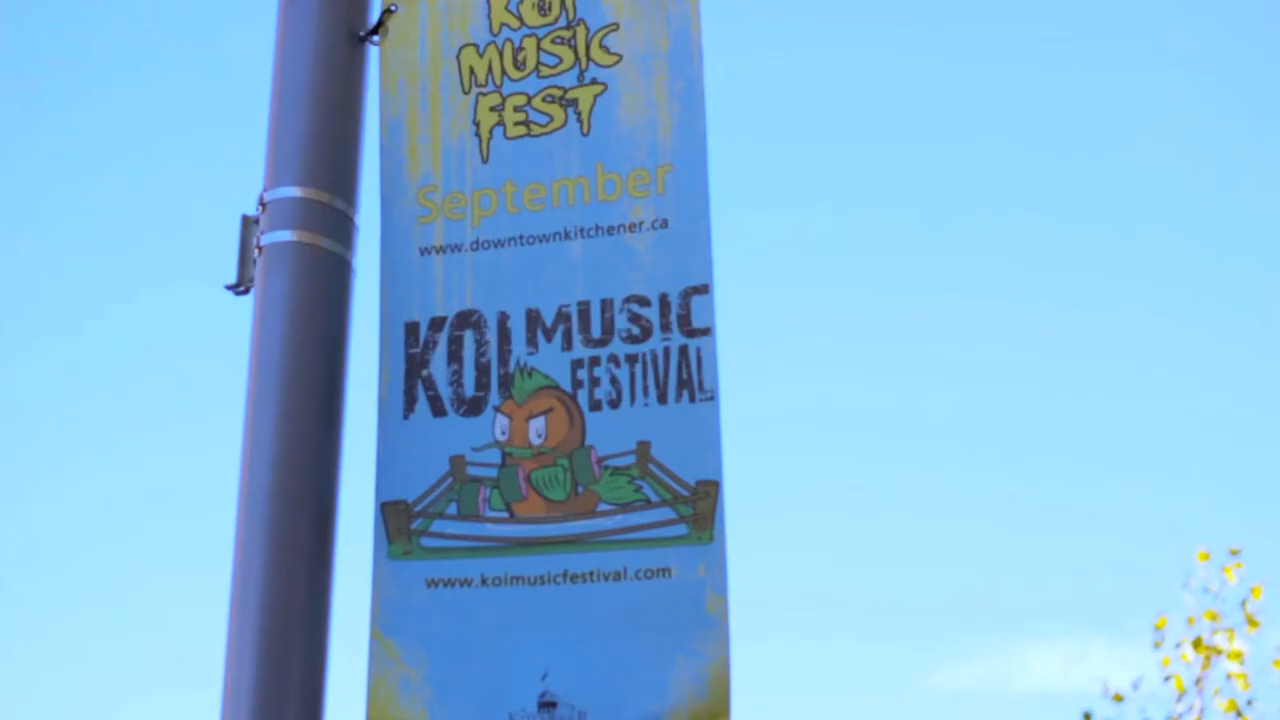 KOI
MUSIC
FEST
September
www.downtownkitchener.ca
KOI MUSIC
FESTIVAL
www.koimusicfestival.com